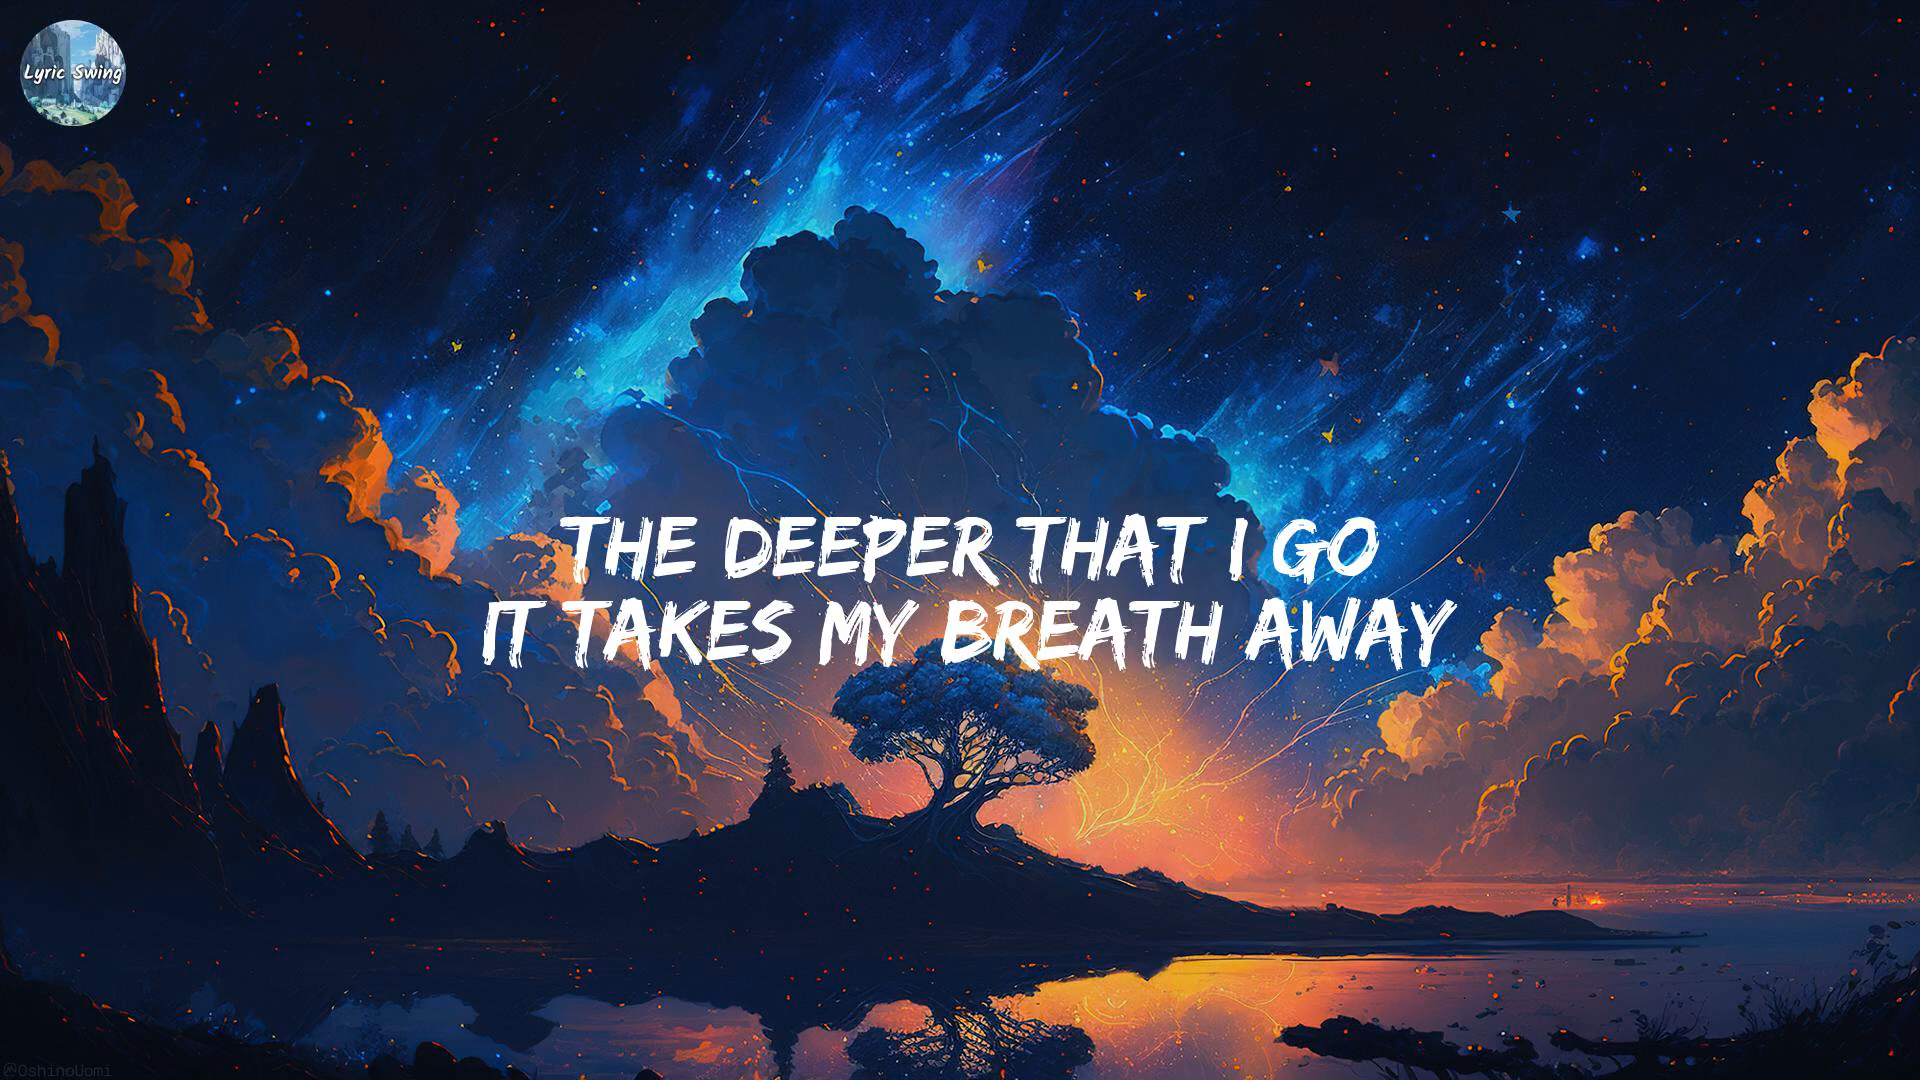 Lyric Swing
THE DEEPER THAT I GO
IT TAKES MY BREATH AWAY
@OshinoUomi